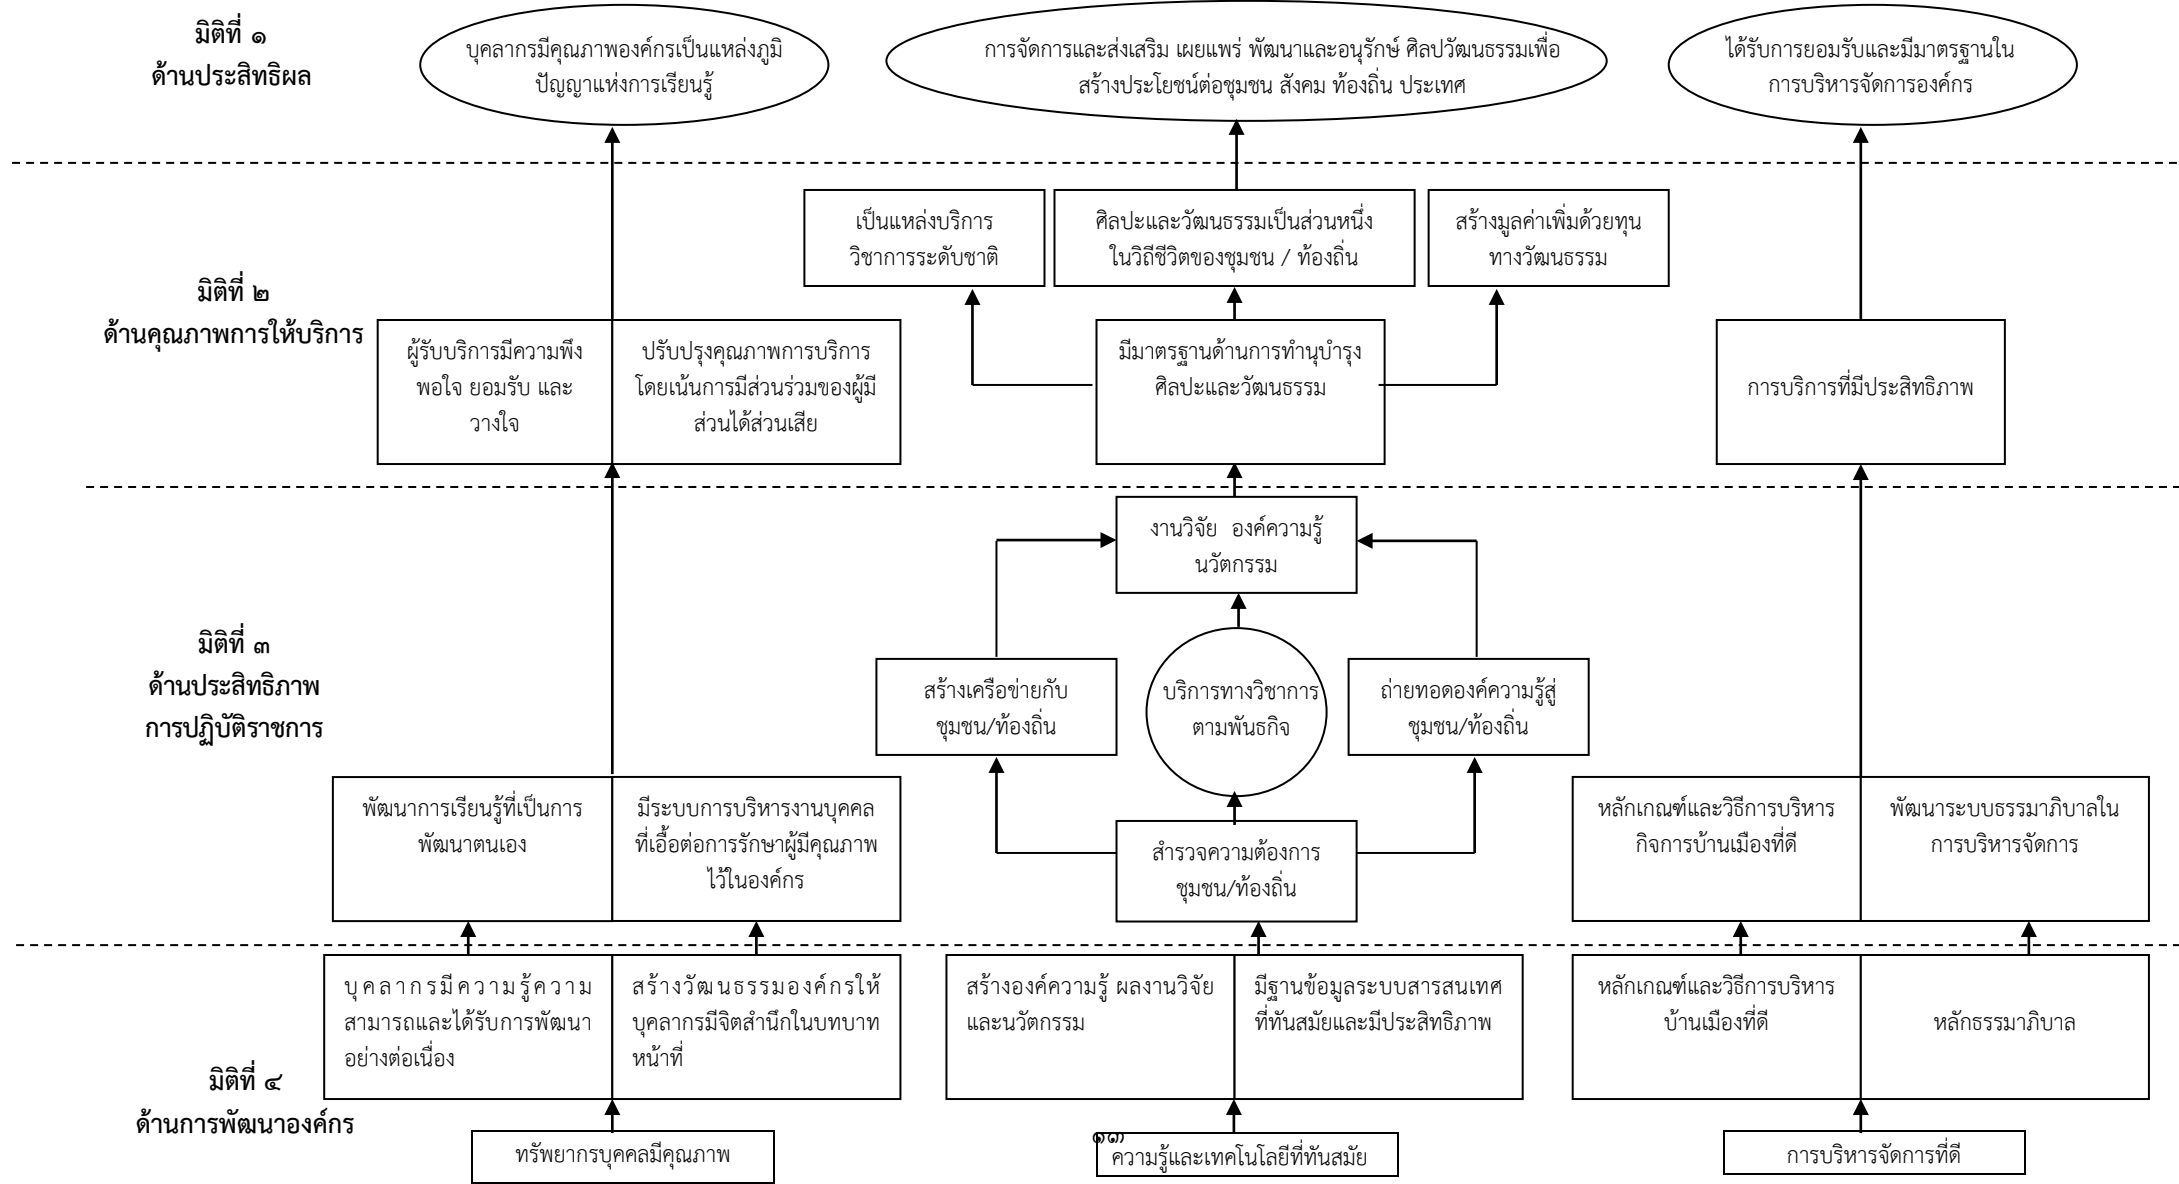 มิติที่ ๑
ด้านประสิทธิผล
บุคลากรมีคุณภาพองค์กรเป็นแหล่งภูมิ
ปัญญาแห่งการเรียนรู้
การจัดการและส่งเสริม เผยแพร่ พัฒนาและอนุรักษ์ ศิลปวัฒนธรรมเพื่อ
สร้างประโยชน์ต่อชุมชน สังคม ท้องถิ่น ประเทศ
ได้รับการยอมรับและมีมาตรฐานใน
การบริหารจัดการองค์กร
มิติที่ ๒
ด้านคุณภาพการให้บริการ
เป็นแหล่งบริการ
วิชาการระดับชาติ
ศิลปะและวัฒนธรรมเป็นส่วนหนึ่ง
ในวิถีชีวิตของชุมชน / ท้องถิ่น
สร้างมูลค่าเพิ่มด้วยทุน
ทางวัฒนธรรม
ผู้รับบริการมีความพึง
พอใจ ยอมรับ และ
วางใจ
ปรับปรุงคุณภาพการบริการ
โดยเน้นการมีส่วนร่วมของผู้มี
ส่วนได้ส่วนเสีย
มีมาตรฐานด้านการทำนุบำรุง
ศิลปะและวัฒนธรรม
การบริการที่มีประสิทธิภาพ
มิติที่ ๓
ด้านประสิทธิภาพ
การปฏิบัติราชการ
งานวิจัย องค์ความรู้
นวัตกรรม
สร้างเครือข่ายกับ
ชุมชน/ท้องถิ่น
บริการทางวิชาการ
ตามพันธกิจ
ถ่ายทอดองค์ความรู้สู่
ชุมชน/ท้องถิ่น
พัฒนาการเรียนรู้ที่เป็นการ
พัฒนาตนเอง
มีระบบการบริหารงานบุคคล
ที่เอื้อต่อการรักษาผู้มีคุณภาพ
ไว้ในองค์กร
สำรวจความต้องการ
ชุมชน/ท้องถิ่น
หลักเกณฑ์และวิธีการบริหาร
กิจการบ้านเมืองที่ดี
พัฒนาระบบธรรมาภิบาลใน
การบริหารจัดการ
มิติที่ ๔
ด้านการพัฒนาองค์กร
บุคลากรมีความรู้ความ
สามารถและได้รับการพัฒนา
อย่างต่อเนื่อง
สร้างวัฒนธรรมองค์กรให้
บุคลากรมีจิตสำนึกในบทบาท
หน้าที่
สร้างองค์ความรู้ ผลงานวิจัย
และนวัตกรรม
มีฐานข้อมูลระบบสารสนเทศ
ที่ทันสมัยและมีประสิทธิภาพ
หลักเกณฑ์และวิธีการบริหาร
บ้านเมืองที่ดี
หลักธรรมาภิบาล
ทรัพยากรบุคคลมีคุณภาพ
๑๓
ความรู้และเทคโนโลยีที่ทันสมัย
การบริหารจัดการที่ดี